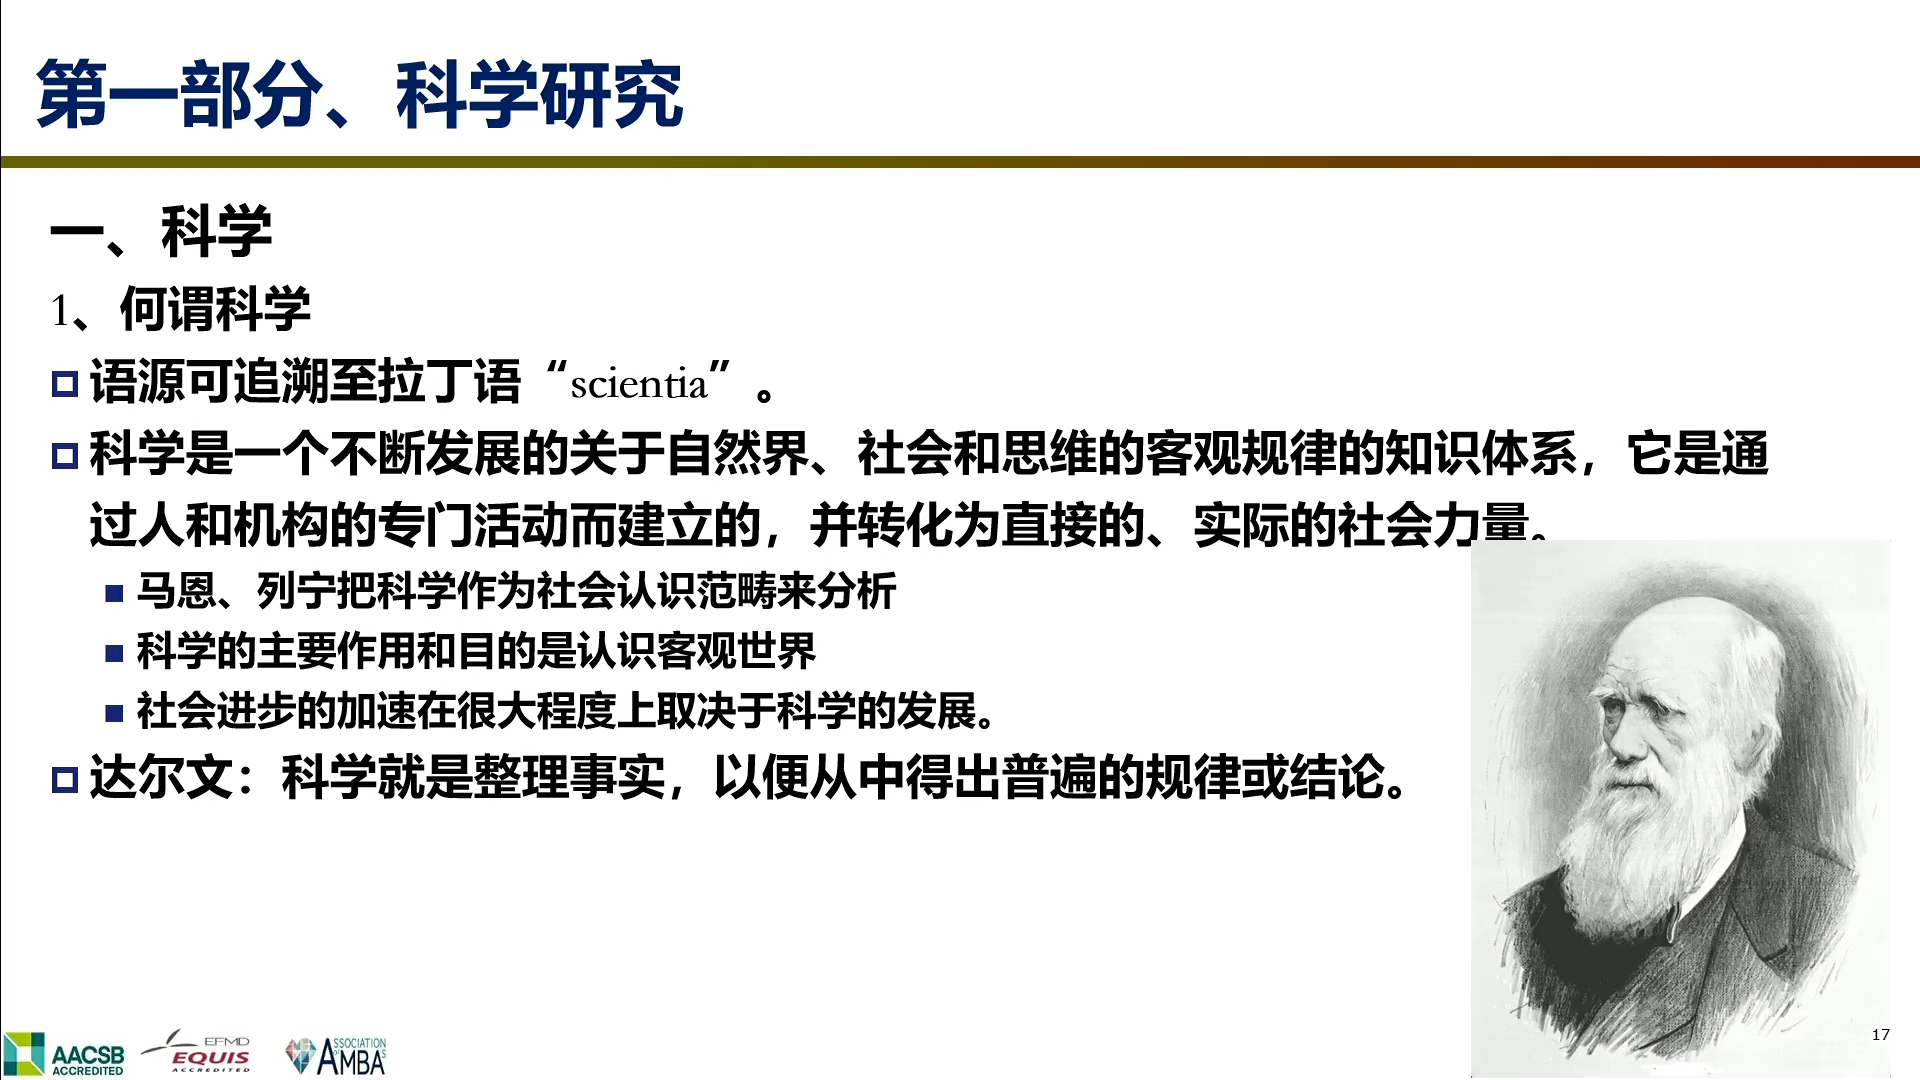 第一部分、科学研究
一、科学
1、何谓科学
语源可追溯至拉丁语“scientia”。
科学是一个不断发展的关于自然界、社会和思维的客观规律的知识体系，它是通
过人和机构的专门活动而建立的，并转化为直接的、实际的社会力量。
马恩、列宁把科学作为社会认识范畴来分析
科学的主要作用和目的是认识客观世界
社会进步的加速在很大程度上取决于科学的发展。
达尔文：科学就是整理事实，以便从中得出普遍的规律或结论。
AACSB
ACCREDITED
EFMD
EQUIS
ACCREDITED
ASSOCIATION
OF
AMBAS
17